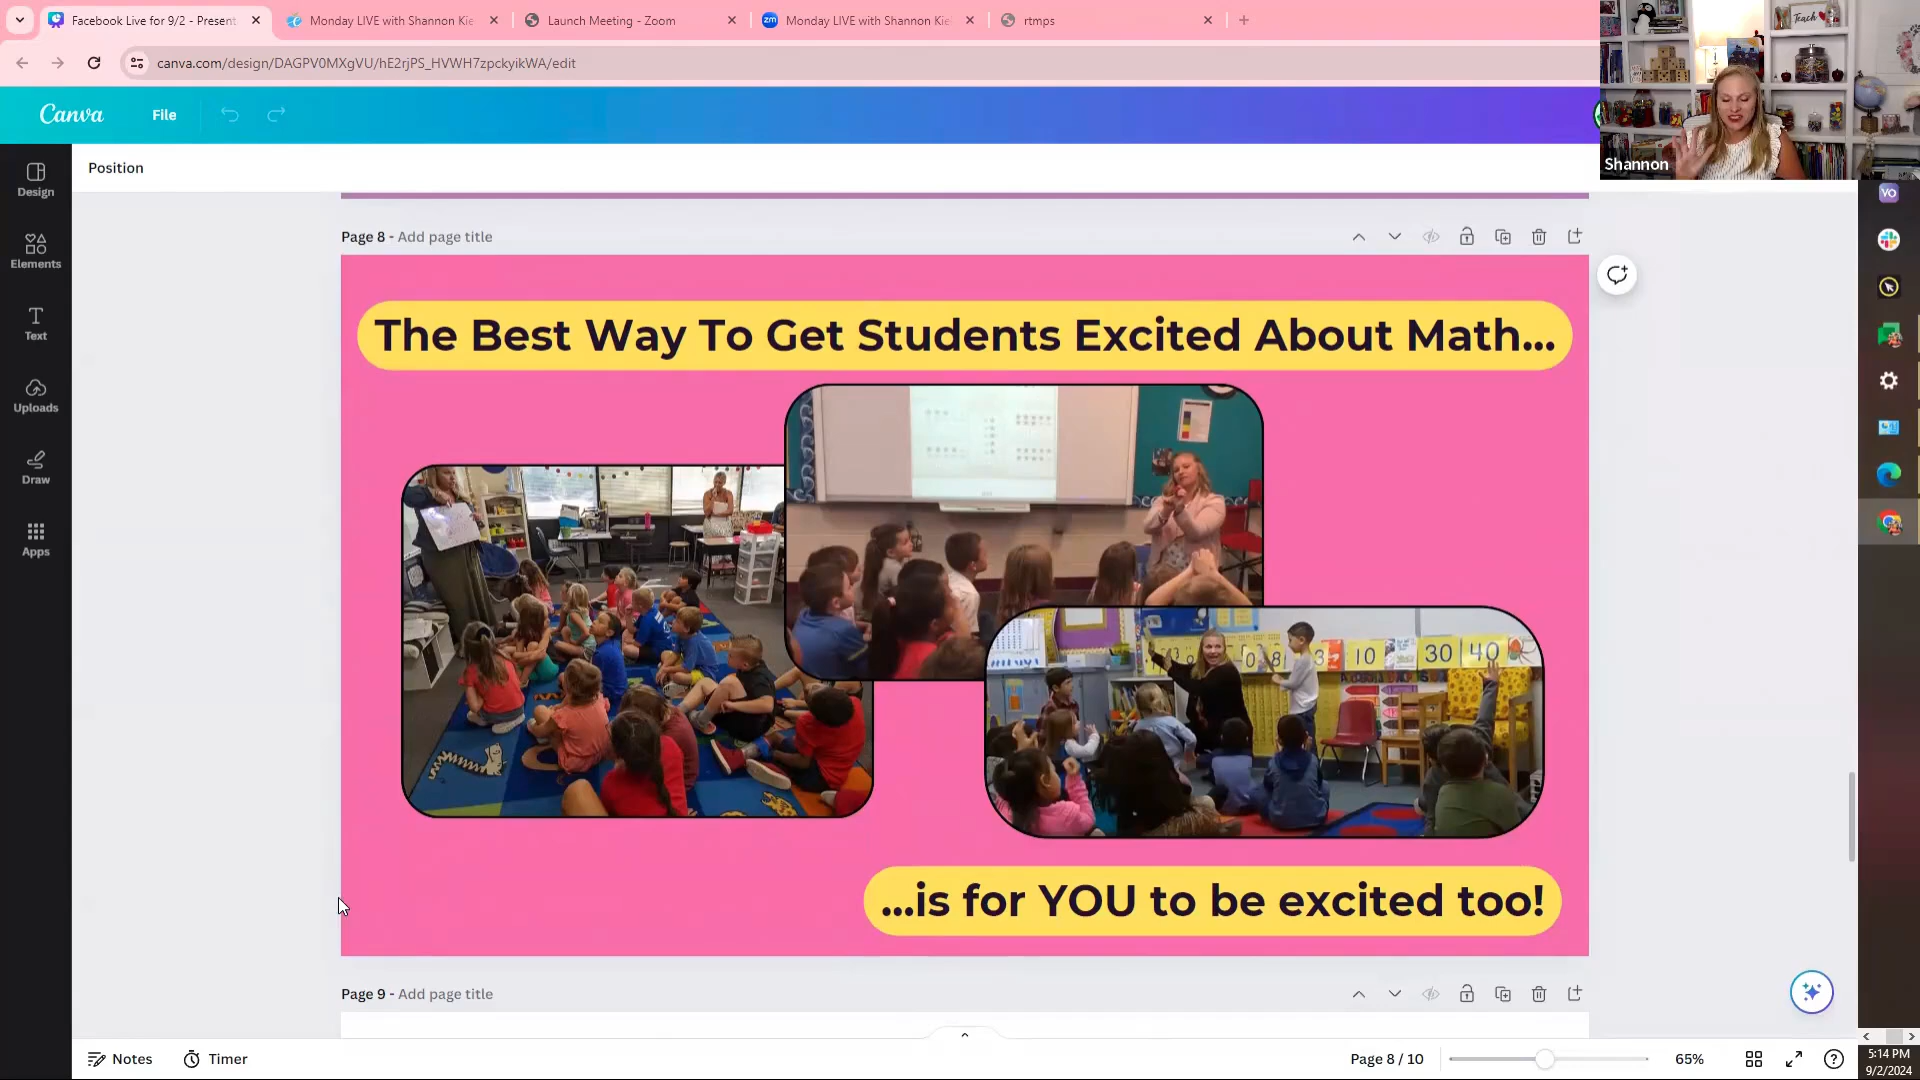 Facebook Live for 9/2 - Present
Monday LIVE with Shannon Kie
Launch Meeting - Zoom
zm
Monday LIVE with Shannon Kie
rtmps
canva.com/design/DAGPV0MXgVU/hE2rjPS_HVWH7zpckyikWA/edit
Teach
Shannon
Canva
File
Position
VO
Design
Elements
Text
Uploads
Draw
Apps
Page 8 - Add page title
The Best Way To Get Students Excited About Math...
10 30 40
...is for YOU to be excited too!
Page 9 - Add page title
Notes
Timer
Page 8 / 10
65%
5:14 PM
9/2/2024